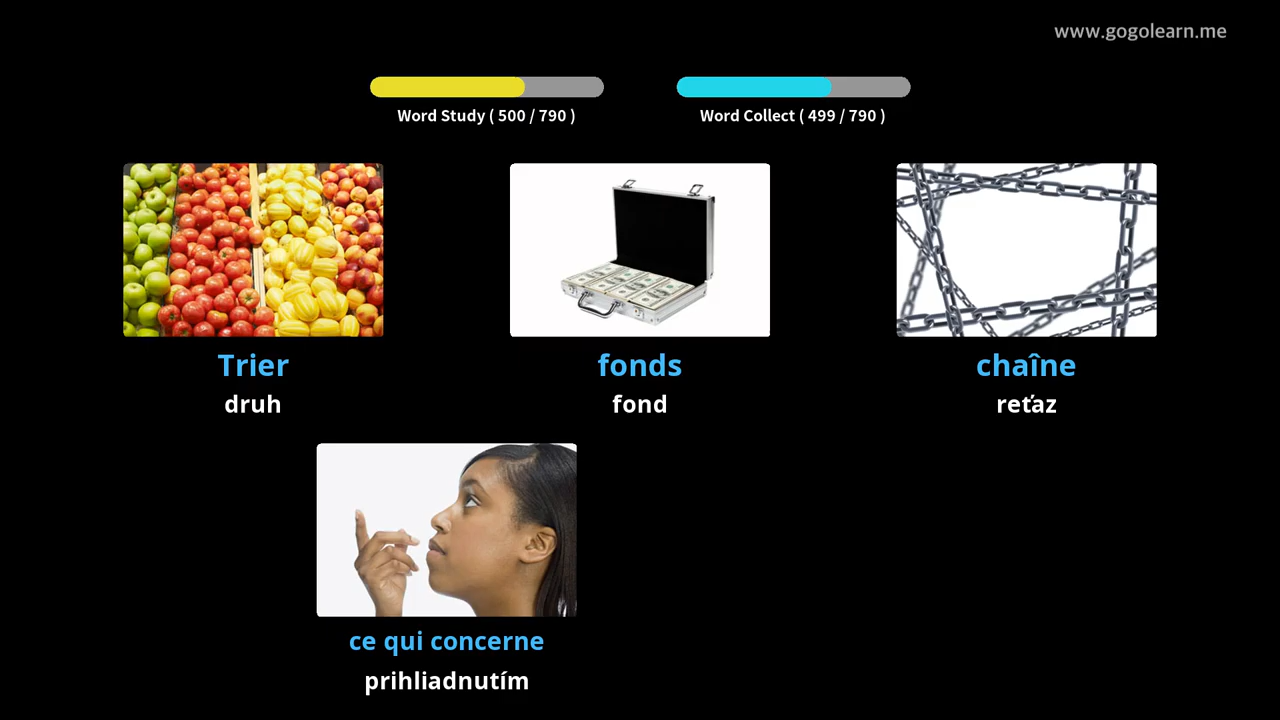 www.gogolearn.me
Word Study ( 500 / 790 )
Word Collect ( 499 / 790 )
Trier
fonds
chaîne
druh
fond
reťaz
ce qui concerne
prihliadnutím